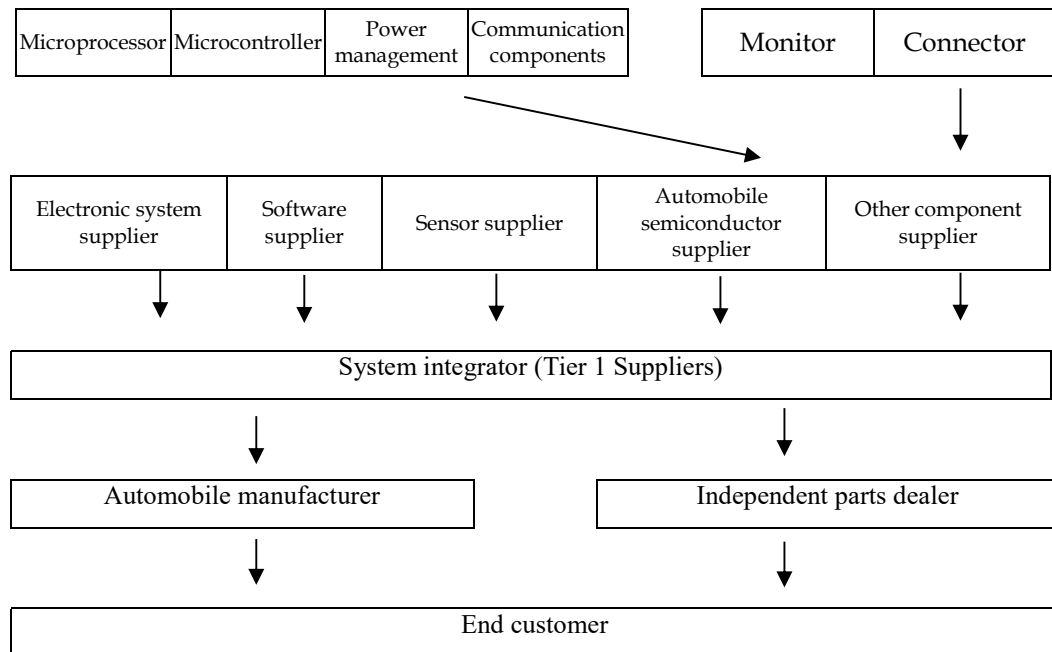 Microprocessor
Microcontroller
Power
management
Communication
components
Monitor
Connector
Electronic system
supplier
Software
supplier
Sensor supplier
Automobile
semiconductor
supplier
Other component
supplier
System integrator (Tier 1 Suppliers)
Automobile manufacturer
Independent parts dealer
End customer